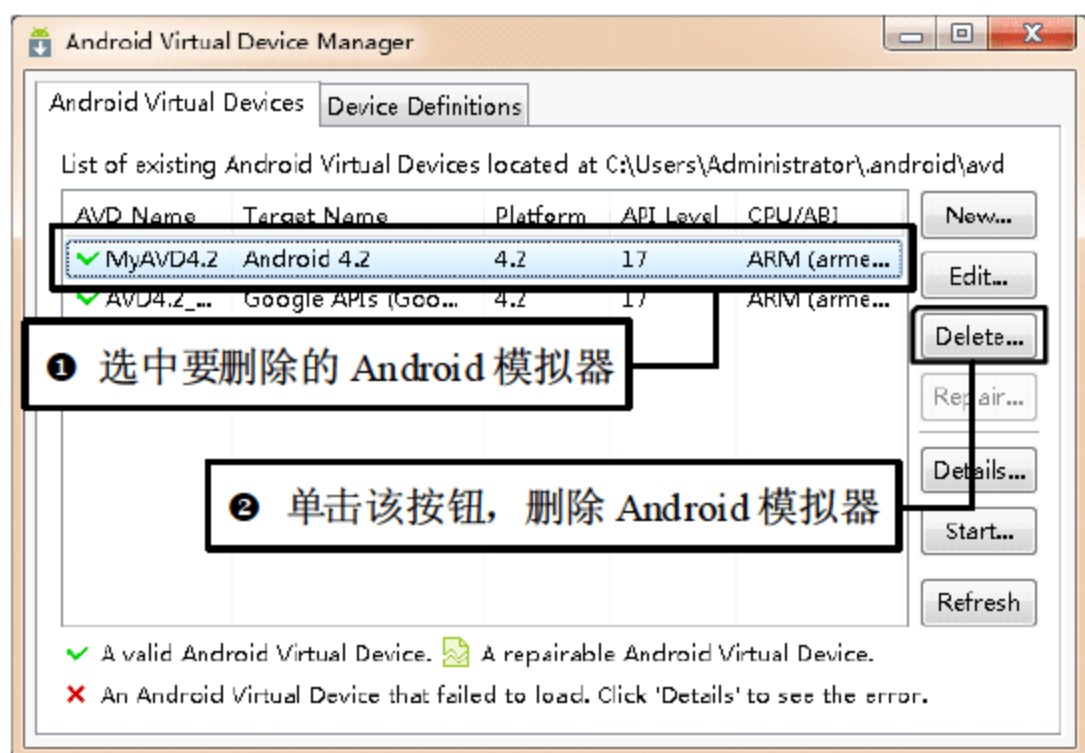 Android Virtual Device Manager
Android Virtual Devices Device Definitions
List of existing Android Virtual Devices located at C:\Users\Administrator\.android\avd
AVD Name Target Name Platform API Level CPU/ABI
New...
MyAVD4.2 Android 4.2 4.2 17 ARM (arme...
Edit...
AVD4.2_... Google APIs (Goo... 4.2 17 ARM (arme...
Delete...
❶ 选中要删除的 Android 模拟器
Repair...
Details...
❷ 单击该按钮，删除 Android 模拟器
Start...
Refresh
A valid Android Virtual Device. A repairable Android Virtual Device.
An Android Virtual Device that failed to load. Click 'Details' to see the error.